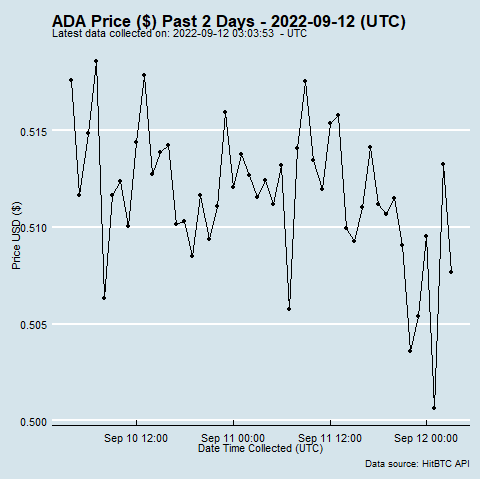 ADA Price ($) Past 2 Days - 2022-09-12 (UTC)
Latest data collected on: 2022-09-12 03:03:53  - UTC
0.515
0.510
0.505
0.500
Price USD ($)
Sep 10 12:00
Sep 11 00:00
Sep 11 12:00
Sep 12 00:00
Date Time Collected (UTC)
Data source: HitBTC API